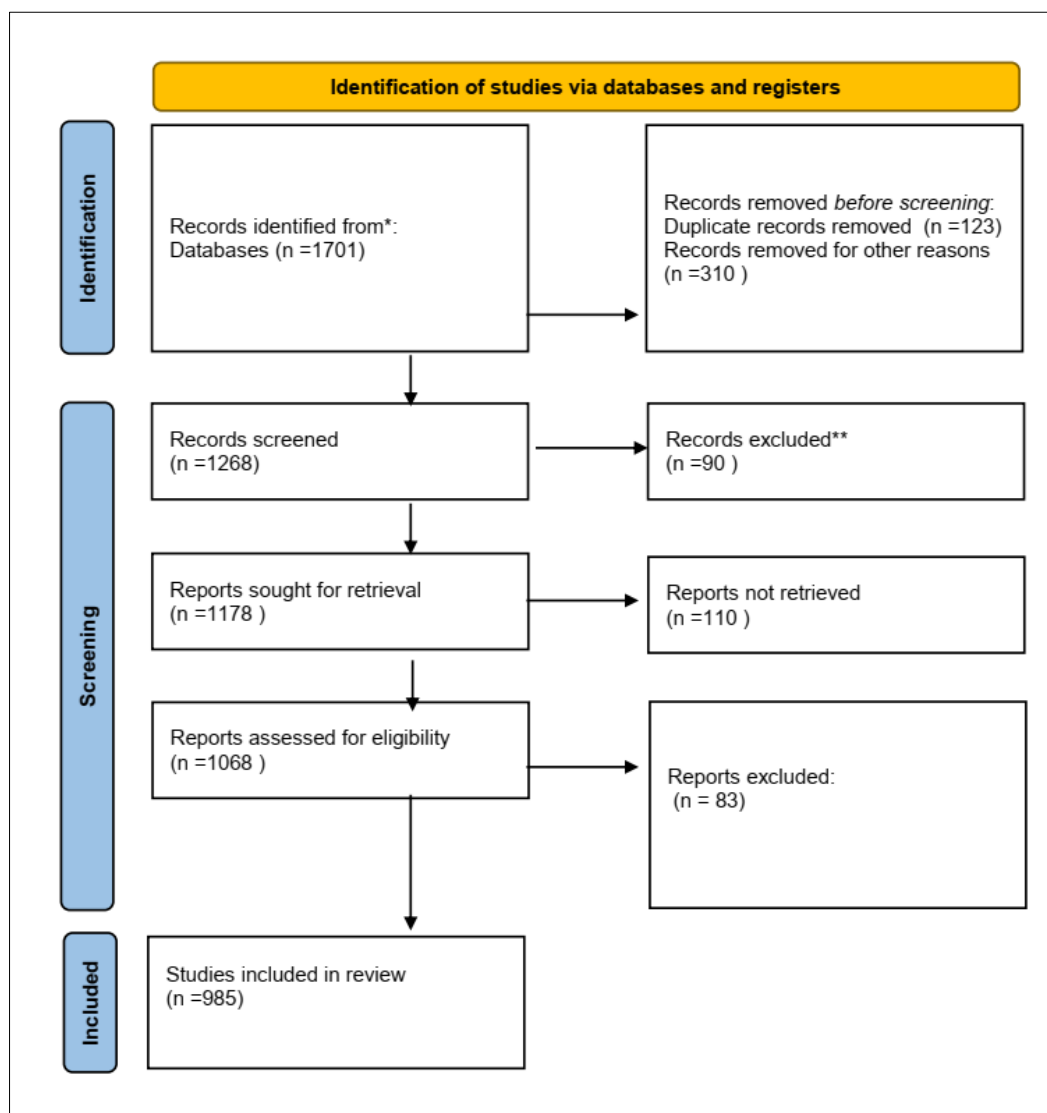 Identification of studies via databases and registers
Identification
Records identified from*:
Databases (n =1701)
Records removed before screening:
Duplicate records removed  (n =123)
Records removed for other reasons
(n =310 )
Screening
Records screened
(n =1268)
Records excluded**
(n =90 )
Reports sought for retrieval
(n =1178 )
Reports not retrieved
(n =110 )
Reports assessed for eligibility
(n =1068 )
Reports excluded:
(n = 83)
Included
Studies included in review
(n =985)